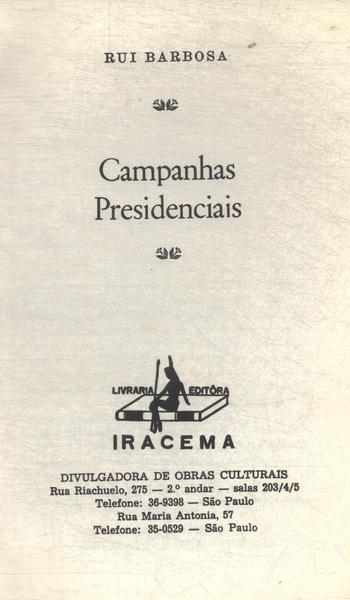 RUI BARBOSA
Campanhas
Presidenciais
LIVRARIA EDITÔRA
IRACEMA
DIVULGADORA DE OBRAS CULTURAIS
Rua Riachuelo, 275 — 2.º andar — salas 203/4/5
Telefone: 36-9398 — São Paulo
Rua Maria Antonia, 57
Telefone: 35-0529 — São Paulo